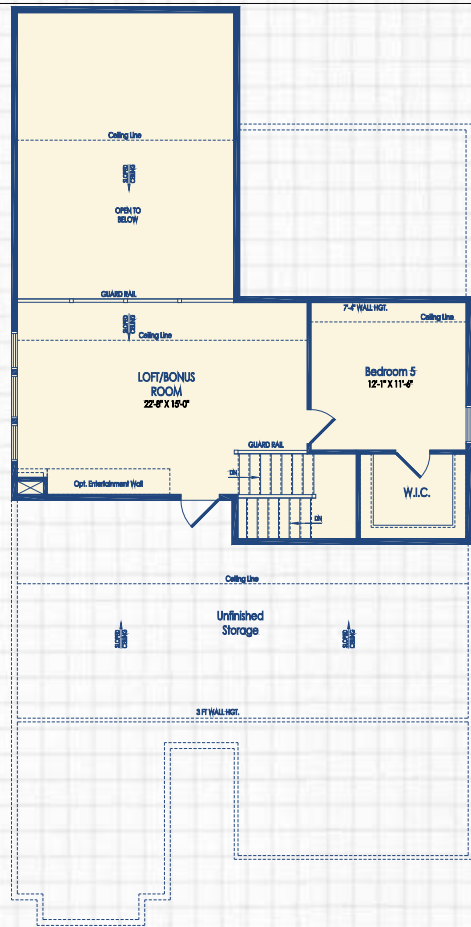 Ceiling Line
SLOPED
CEILING
OPEN TO
BELOW
GUARD RAIL
7'-4" WALL HGT.
SLOPED
CEILING
Ceiling Line
Ceiling Line
LOFT/BONUS
ROOM
22'-8" X 15'-0"
Bedroom 5
12'-1" X 11'-6"
GUARD RAIL
DN
Opt. Entertainment Wall
W.I.C.
DN
Ceiling Line
Unfinished
Storage
SLOPED
CEILING
SLOPED
CEILING
3 FT WALL HGT.